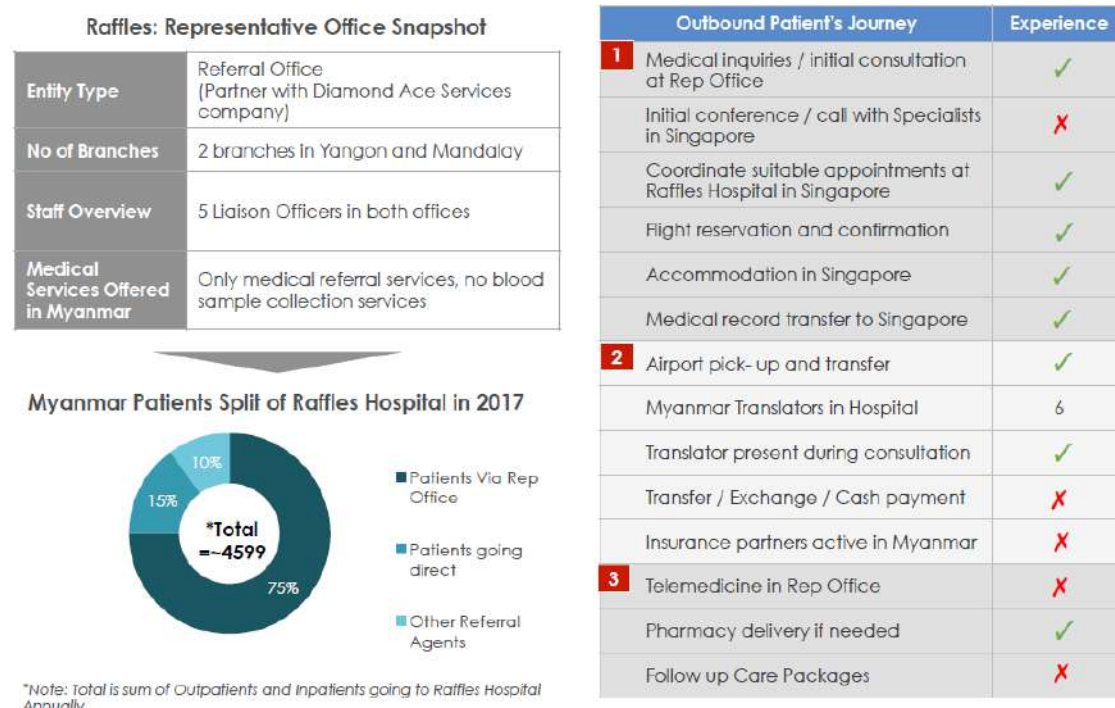 Raffles: Representative Office Snapshot
Entity Type
Referral Office
(Partner with Diamond Ace Services
company)
No of Branches
2 branches in Yangon and Mandalay
Staff Overview
5 Liaison Officers in both offices
Medical
Services Offered
in Myanmar
Only medical referral services, no blood
sample collection services
Myanmar Patients Split of Raffles Hospital in 2017
10%
15%
*Total
=~4599
75%
Patients Via Rep
Office
Patients going
direct
Other Referral
Agents
*Note: Total is sum of Outpatients and Inpatients going to Raffles Hospital
Annually
Outbound Patient's Journey
Experience
1
Medical inquiries / initial consultation
at Rep Office
✓
Initial conference / call with Specialists
in Singapore
✗
Coordinate suitable appointments at
Raffles Hospital in Singapore
✓
Flight reservation and confirmation
✓
Accommodation in Singapore
✓
Medical record transfer to Singapore
✓
2
Airport pick- up and transfer
✓
Myanmar Translators in Hospital
6
Translator present during consultation
✓
Transfer / Exchange / Cash payment
✗
Insurance partners active in Myanmar
✗
3
Telemedicine in Rep Office
✗
Pharmacy delivery if needed
✓
Follow up Care Packages
✗